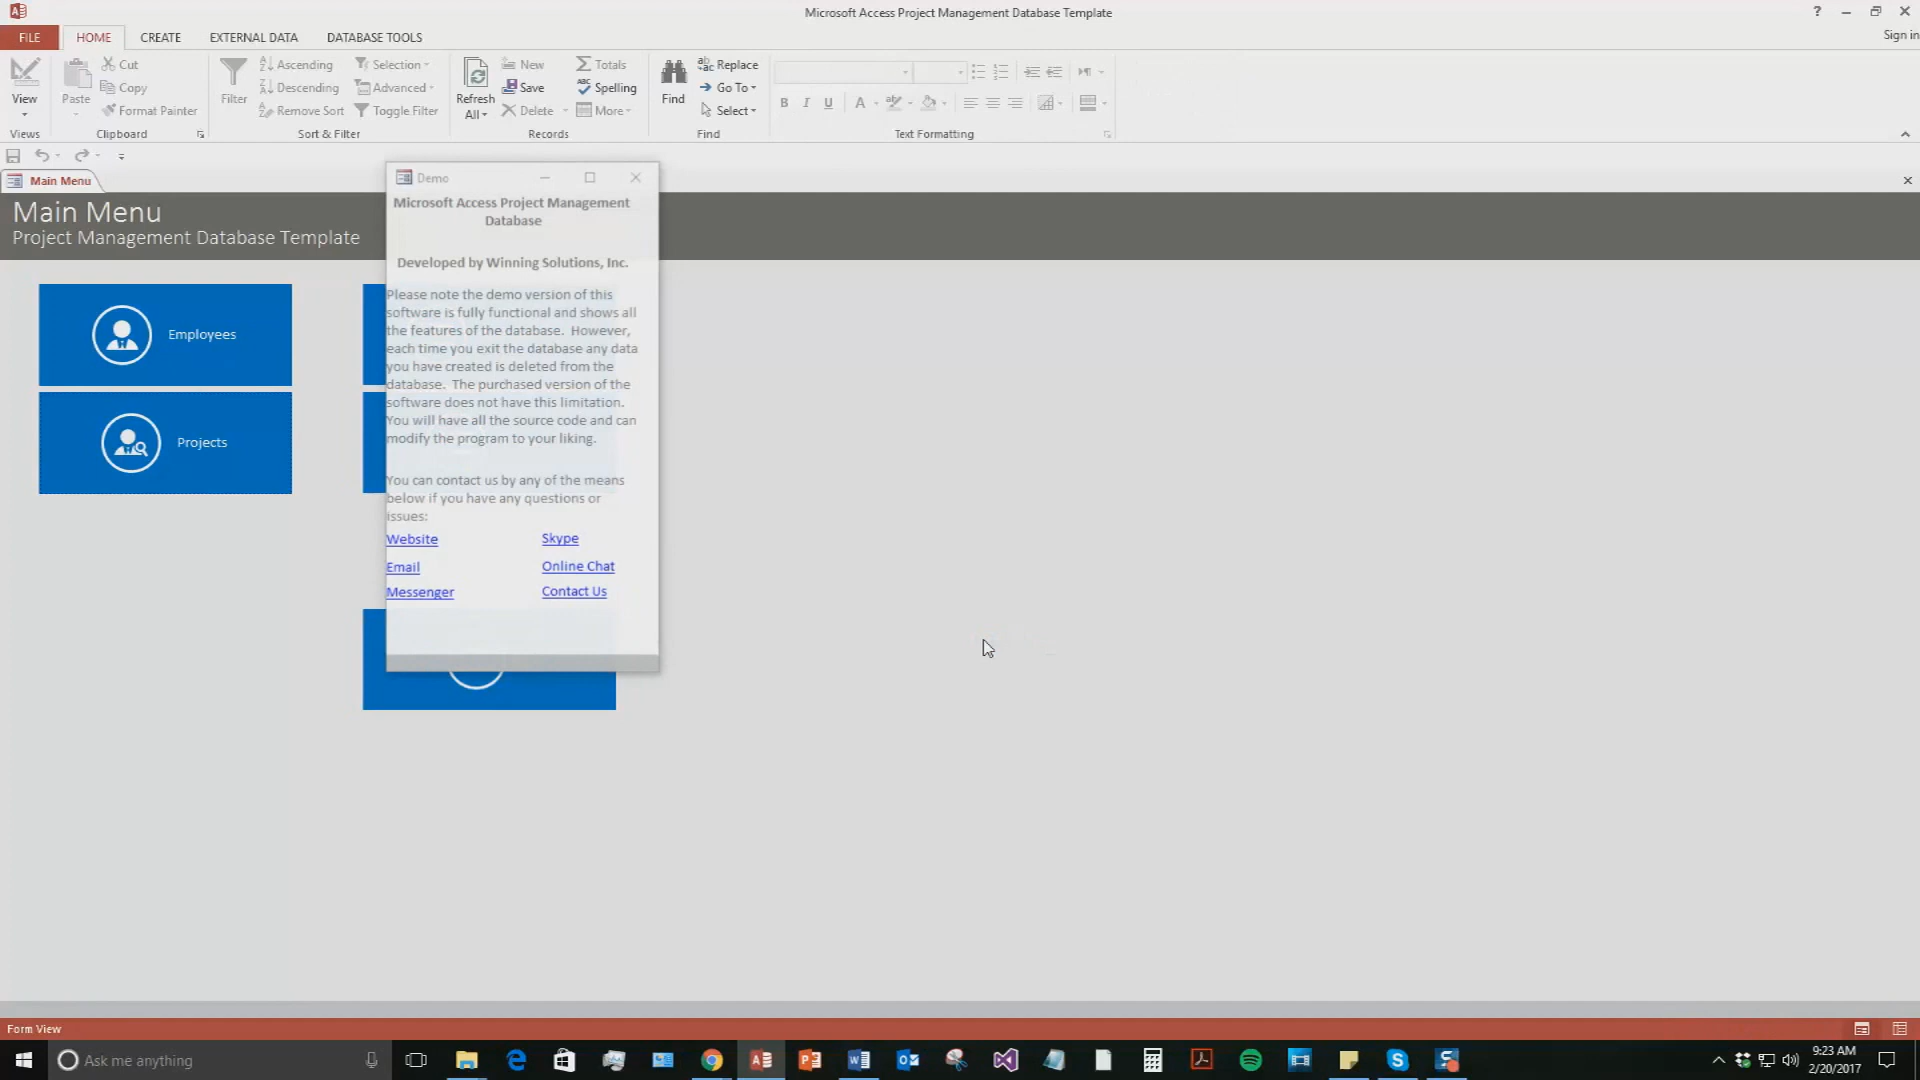 Microsoft Access Project Management Database Template
? 
Sign in
FILE HOME CREATE EXTERNAL DATA DATABASE TOOLS
View
Views
Paste
Cut
Copy
Format Painter
Clipboard
Filter
Ascending
Descending
Remove Sort
Selection
Advanced
Toggle Filter
Sort & Filter
Refresh
All
New
Save
Delete
Totals
Spelling
More
Records
Find
Replace
Go To
Select
Find
B I U A
Text Formatting
Main Menu
Main Menu
Project Management Database Template
Employees
Projects
Demo
Microsoft Access Project Management
Database
Developed by Winning Solutions, Inc.
Please note the demo version of this
software is fully functional and shows all
the features of the database. However,
each time you exit the database any data
you have created is deleted from the
database. The purchased version of the
software does not have this limitation.
You will have all the source code and can
modify the program to your liking.
You can contact us by any of the means
below if you have any questions or
issues:
Website Skype
Email Online Chat
Messenger Contact Us
Form View
Ask me anything
9:23 AM
2/20/2017